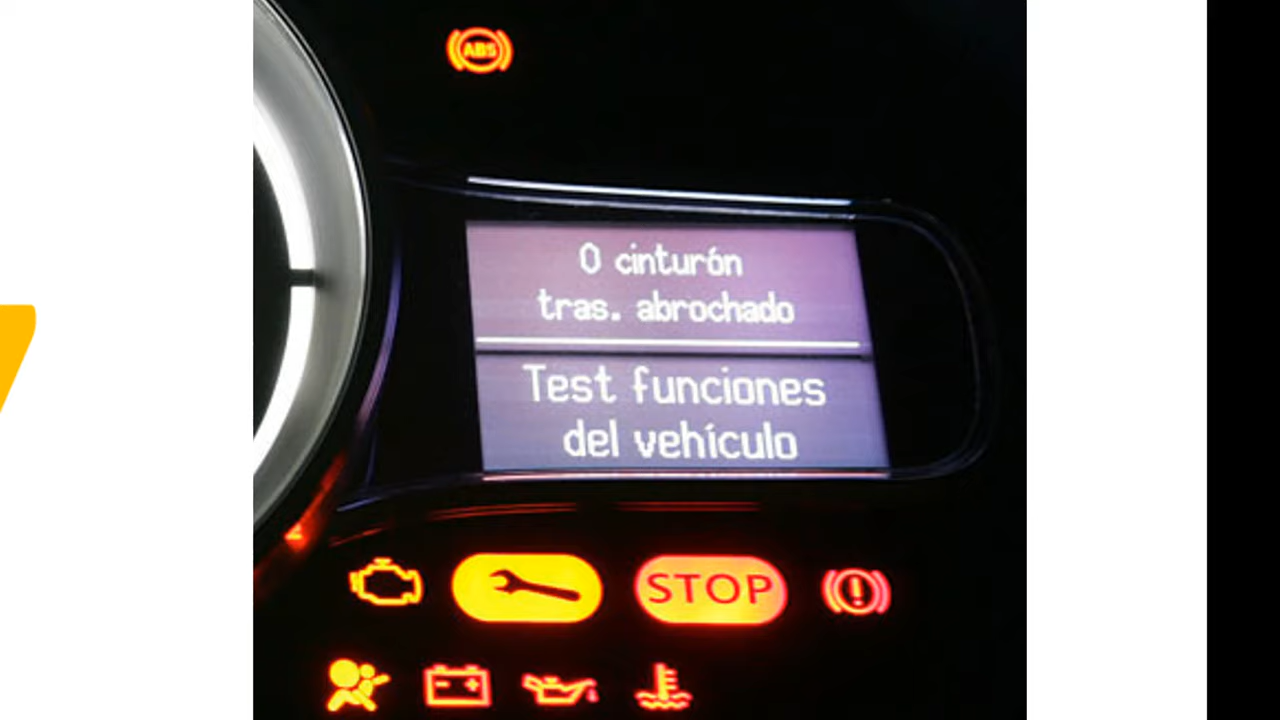 ABS
0 cinturón
tras. abrochado
Test funciones
del vehículo
STOP